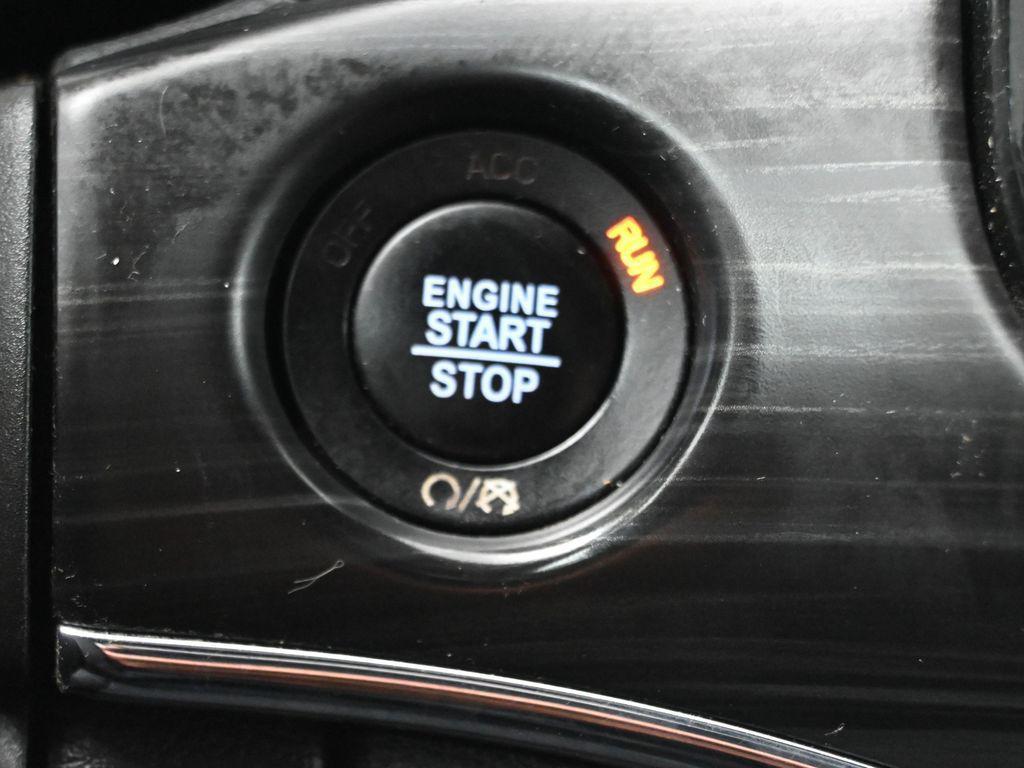 ACC
OFF
RUN
ENGINE
START
STOP